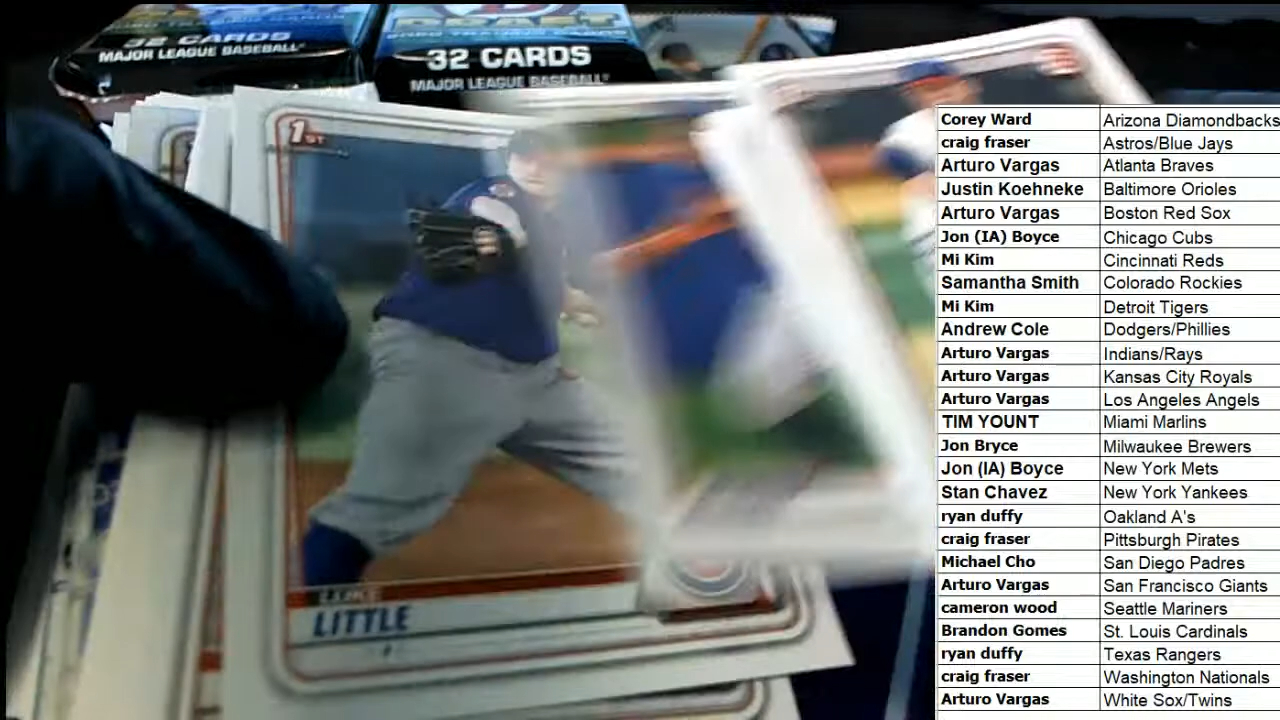 32 CARDS
MAJOR LEAGUE BASEBALL
DRAFT
32 CARDS
MAJOR LEAGUE BASEBALL
1ST
LUKE
LITTLE
Corey Ward Arizona Diamondbacks
craig fraser Astros/Blue Jays
Arturo Vargas Atlanta Braves
Justin Koehneke Baltimore Orioles
Arturo Vargas Boston Red Sox
Jon (IA) Boyce Chicago Cubs
Mi Kim Cincinnati Reds
Samantha Smith Colorado Rockies
Mi Kim Detroit Tigers
Andrew Cole Dodgers/Phillies
Arturo Vargas Indians/Rays
Arturo Vargas Kansas City Royals
Arturo Vargas Los Angeles Angels
TIM YOUNT Miami Marlins
Jon Bryce Milwaukee Brewers
Jon (IA) Boyce New York Mets
Stan Chavez New York Yankees
ryan duffy Oakland A's
craig fraser Pittsburgh Pirates
Michael Cho San Diego Padres
Arturo Vargas San Francisco Giants
cameron wood Seattle Mariners
Brandon Gomes St. Louis Cardinals
ryan duffy Texas Rangers
craig fraser Washington Nationals
Arturo Vargas White Sox/Twins